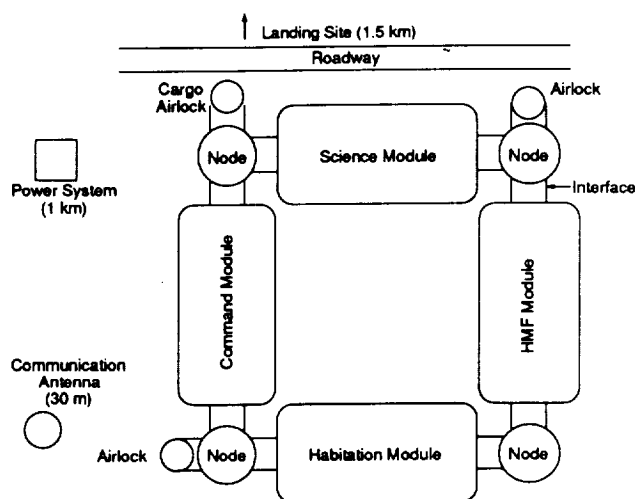 Landing Site (1.5 km)
Roadway
Cargo
Airlock
Airlock
Node
Science Module
Node
Power System
(1 km)
Interface
Command Module
HMF Module
Communication
Antenna
(30 m)
Airlock
Node
Habitation Module
Node